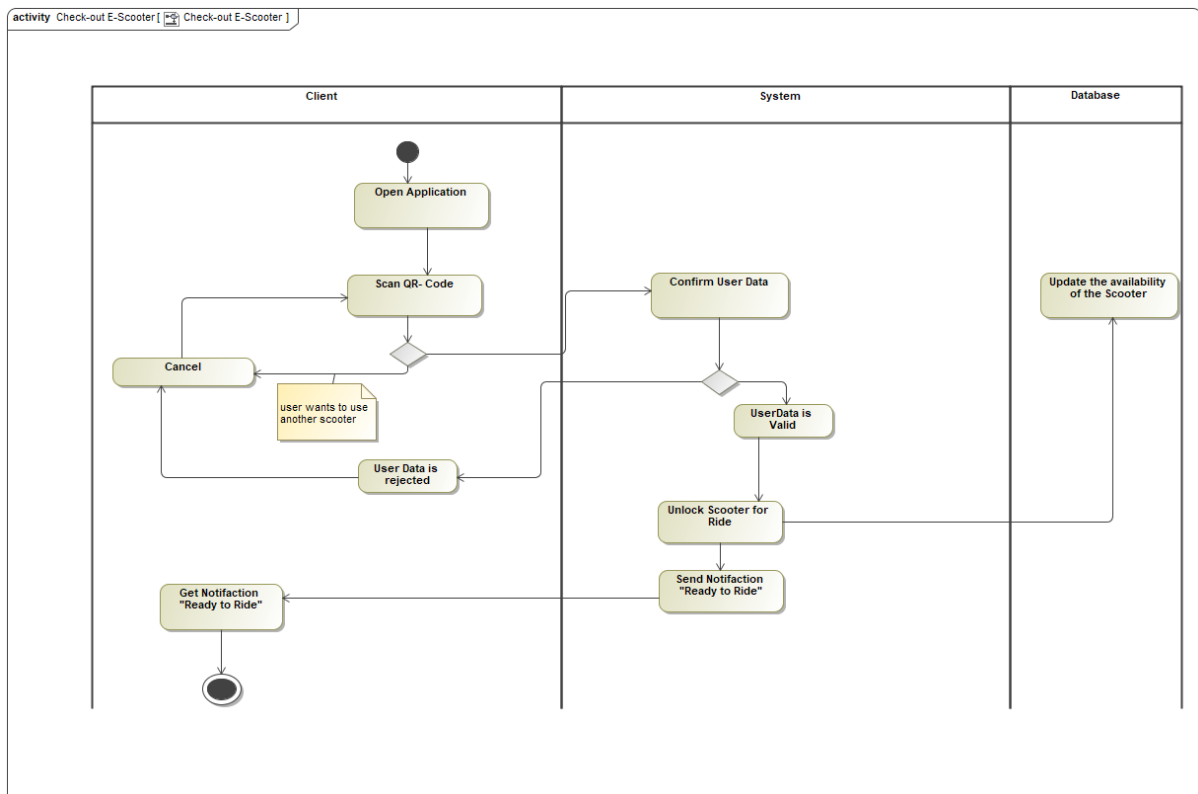 activity Check-out E-Scooter [ Check-out E-Scooter ]
Client
System
Database
Open Application
Scan QR- Code
Confirm User Data
Update the availability
of the Scooter
Cancel
user wants to use
another scooter
UserData is
Valid
User Data is
rejected
Unlock Scooter for
Ride
Send Notifaction
"Ready to Ride"
Get Notifaction
"Ready to Ride"